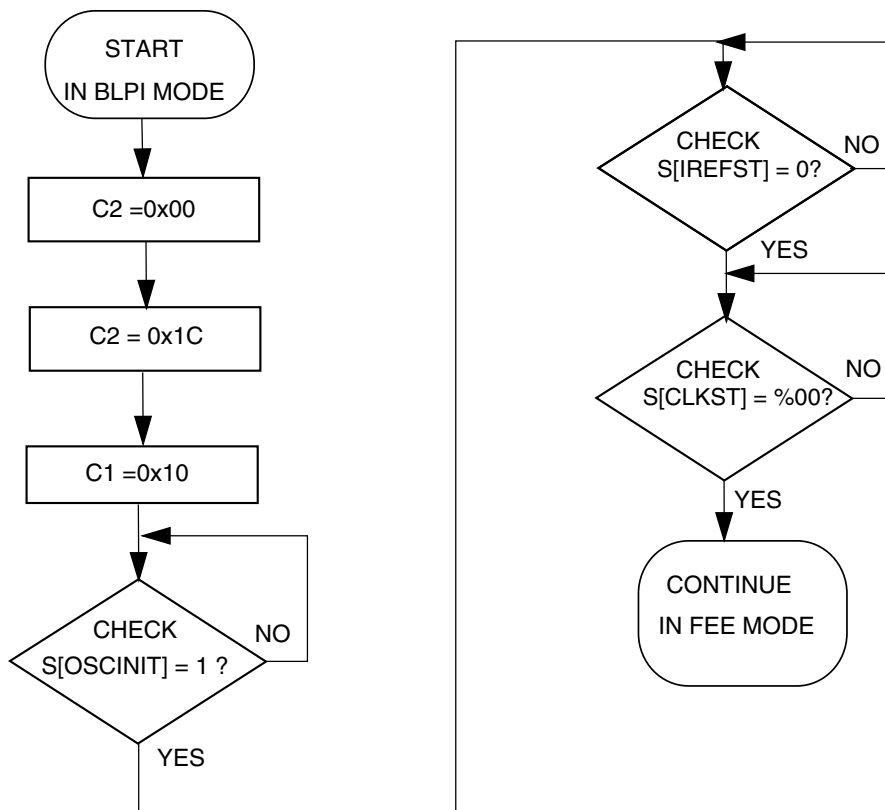 START
IN BLPI MODE
C2 =0x00
C2 = 0x1C
C1 =0x10
CHECK
S[OSCINIT] = 1 ?
NO
YES
CHECK
S[IREFST] = 0?
NO
YES
CHECK
S[CLKST] = %00?
NO
YES
CONTINUE
IN FEE MODE